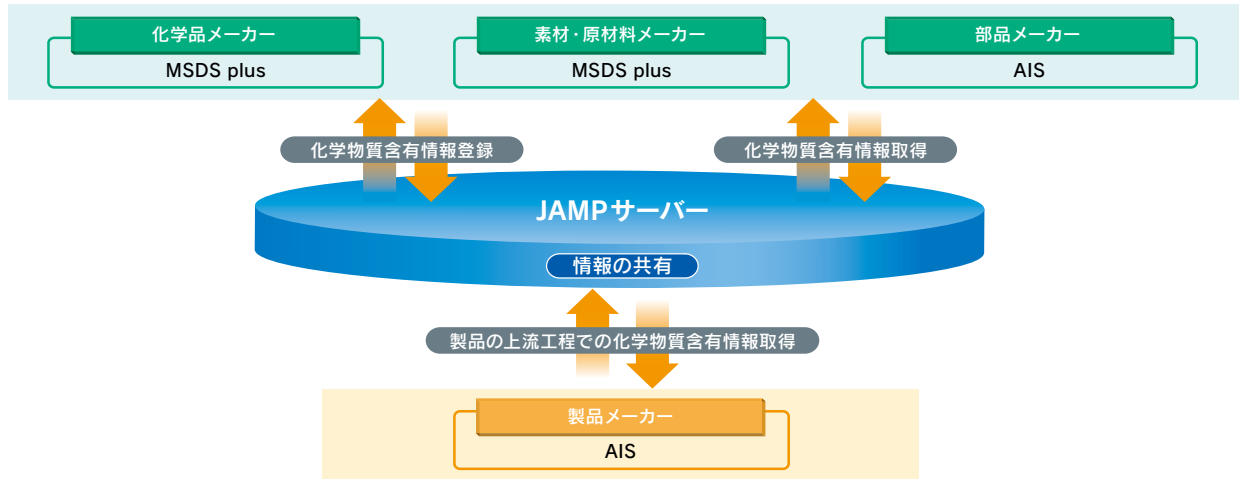 化学品メーカー
MSDS plus
素材・原材料メーカー
MSDS plus
部品メーカー
AIS
化学物質含有情報登録
化学物質含有情報取得
JAMPサーバー
情報の共有
製品の上流工程での化学物質含有情報取得
製品メーカー
AIS